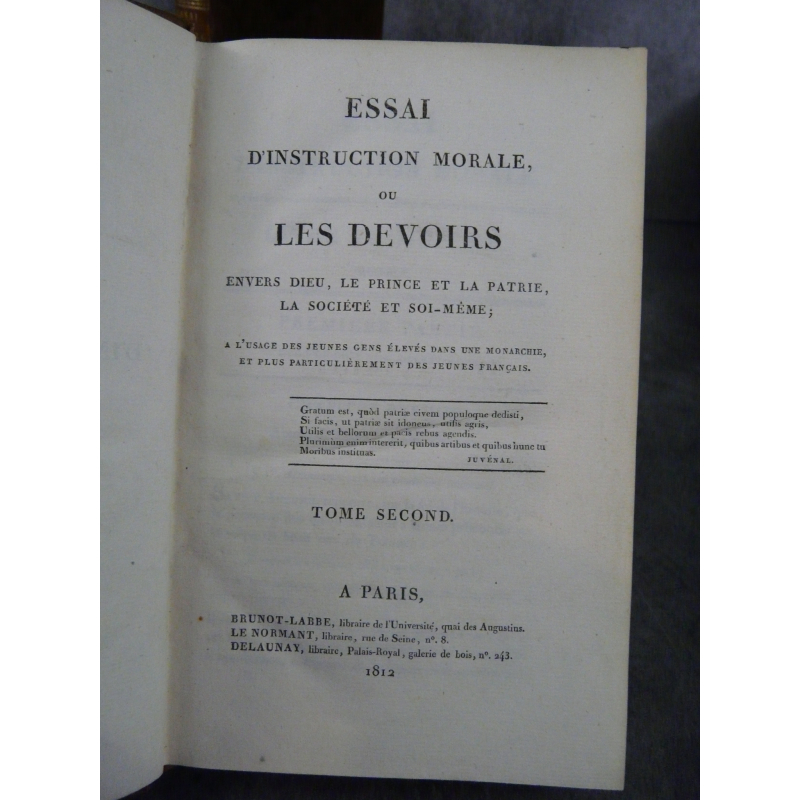 ESSAI
D'INSTRUCTION MORALE,
OU
LES DEVOIRS
ENVERS DIEU, LE PRINCE ET LA PATRIE,
LA SOCIÉTÉ ET SOI-MÊME;
A L'USAGE DES JEUNES GENS ÉLEVÉS DANS UNE MONARCHIE,
ET PLUS PARTICULIÈREMENT DES JEUNES FRANÇAIS.
Gratum est, quòd patriæ civem populoque dedisti,
Si facis, ut patriæ sit idoneus, utilis agris,
Utilis et bellorum et pacis rebus agendis.
Plurimùm enim intererit, quibus artibus et quibus hunc tu
Moribus instituas.
JUVÉNAL.
TOME SECOND.
A PARIS,
BRUNOT-LABBE, libraire de l'Université, quai des Augustins.
LE NORMANT, libraire, rue de Seine, nº. 8.
DELAUNAY, libraire, Palais-Royal, galerie de bois, nº. 243.
1812